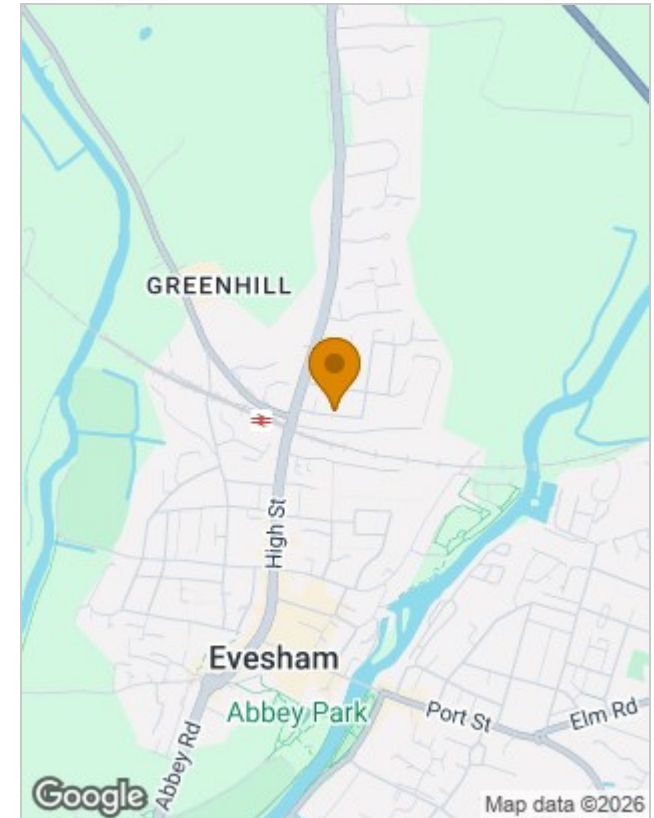 GREENHILL
High St
Evesham
Abbey Park
Port St
Elm Rd
Abbey Rd
Google
Map data ©2026